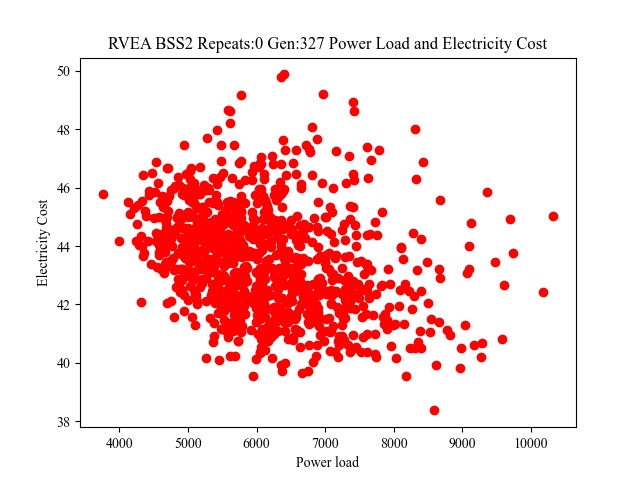 RVEA BSS2 Repeats:0 Gen:327 Power Load and Electricity Cost
50
48
46
44
42
40
38
Electricity Cost
4000 5000 6000 7000 8000 9000 10000
Power load